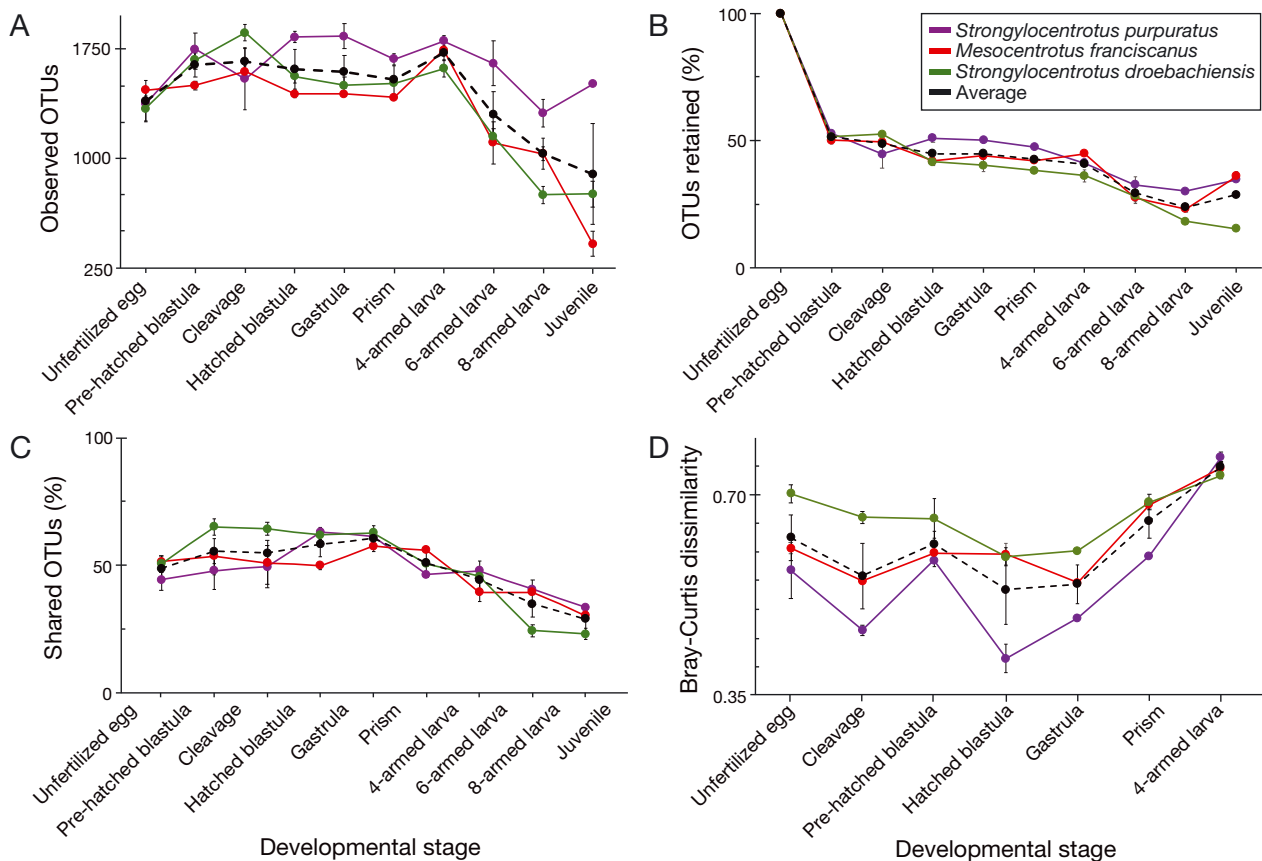 A
Observed OTUs
1750
1000
250
Unfertilized egg
Pre-hatched blastula
Cleavage
Hatched blastula
Gastrula
Prism
4-armed larva
6-armed larva
8-armed larva
Juvenile
B
OTUs retained (%)
100
50
0
Strongylocentrotus purpuratus
Mesocentrotus franciscanus
Strongylocentrotus droebachiensis
Average
Unfertilized egg
Pre-hatched blastula
Cleavage
Hatched blastula
Gastrula
Prism
4-armed larva
6-armed larva
8-armed larva
Juvenile
C
Shared OTUs (%)
100
50
0
Unfertilized egg
Pre-hatched blastula
Cleavage
Hatched blastula
Gastrula
Prism
4-armed larva
6-armed larva
8-armed larva
Juvenile
Developmental stage
D
Bray-Curtis dissimilarity
0.70
0.35
Unfertilized egg
Cleavage
Pre-hatched blastula
Hatched blastula
Gastrula
Prism
4-armed larva
Developmental stage